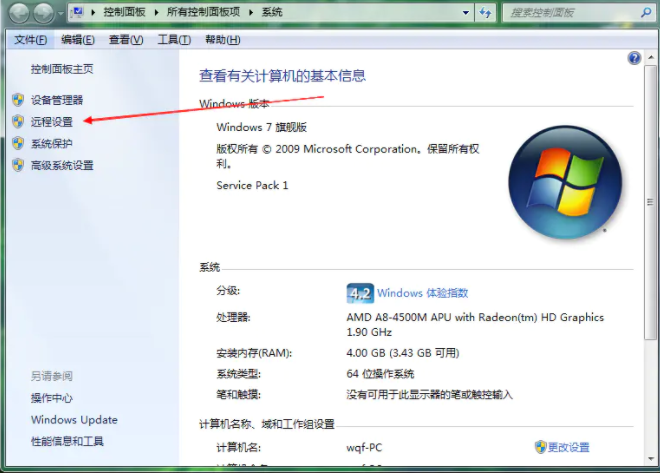 控制面板 ▸ 所有控制面板项 ▸ 系统
搜索控制面板
文件(F) 编辑(E) 查看(V) 工具(T) 帮助(H)
控制面板主页
设备管理器
远程设置
系统保护
高级系统设置
另请参阅
操作中心
Windows Update
性能信息和工具
查看有关计算机的基本信息
Windows 版本
Windows 7 旗舰版
版权所有 © 2009 Microsoft Corporation。保留所有权
利。
Service Pack 1
系统
分级: 4.2 Windows 体验指数
处理器: AMD A8-4500M APU with Radeon(tm) HD Graphics
1.90 GHz
安装内存(RAM): 4.00 GB (3.43 GB 可用)
系统类型: 64 位操作系统
笔和触摸: 没有可用于此显示器的笔或触控输入
计算机名称、域和工作组设置
计算机名: wqf-PC 更改设置